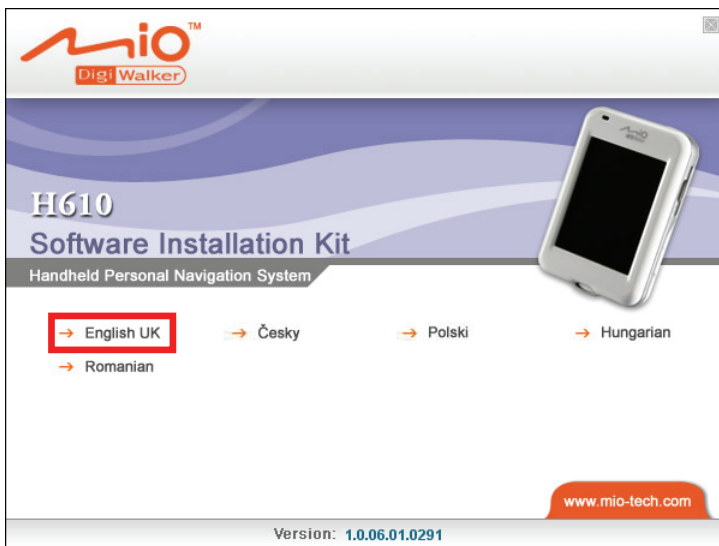 Mio™
Digi Walker
H610
Software Installation Kit
Handheld Personal Navigation System
→ English UK → Česky → Polski → Hungarian
→ Romanian
www.mio-tech.com
Version: 1.0.06.01.0291